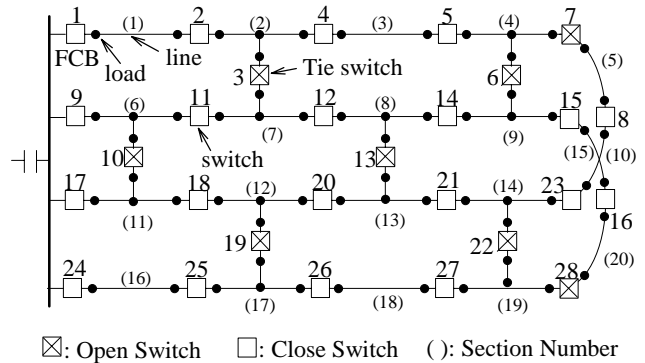 1 (1) 2 (2) 4 (3) 5 (4) 7
FCB load line 3 Tie switch 6 (5)
9 (6) 11 (7) 12 (8) 14 (9) 15 8
10 switch 13 (15) (10)
17 (11) 18 (12) 20 (13) 21 (14) 23 16
19 22 (20)
24 (16) 25 (17) 26 (18) 27 (19) 28
: Open Switch : Close Switch ( ): Section Number